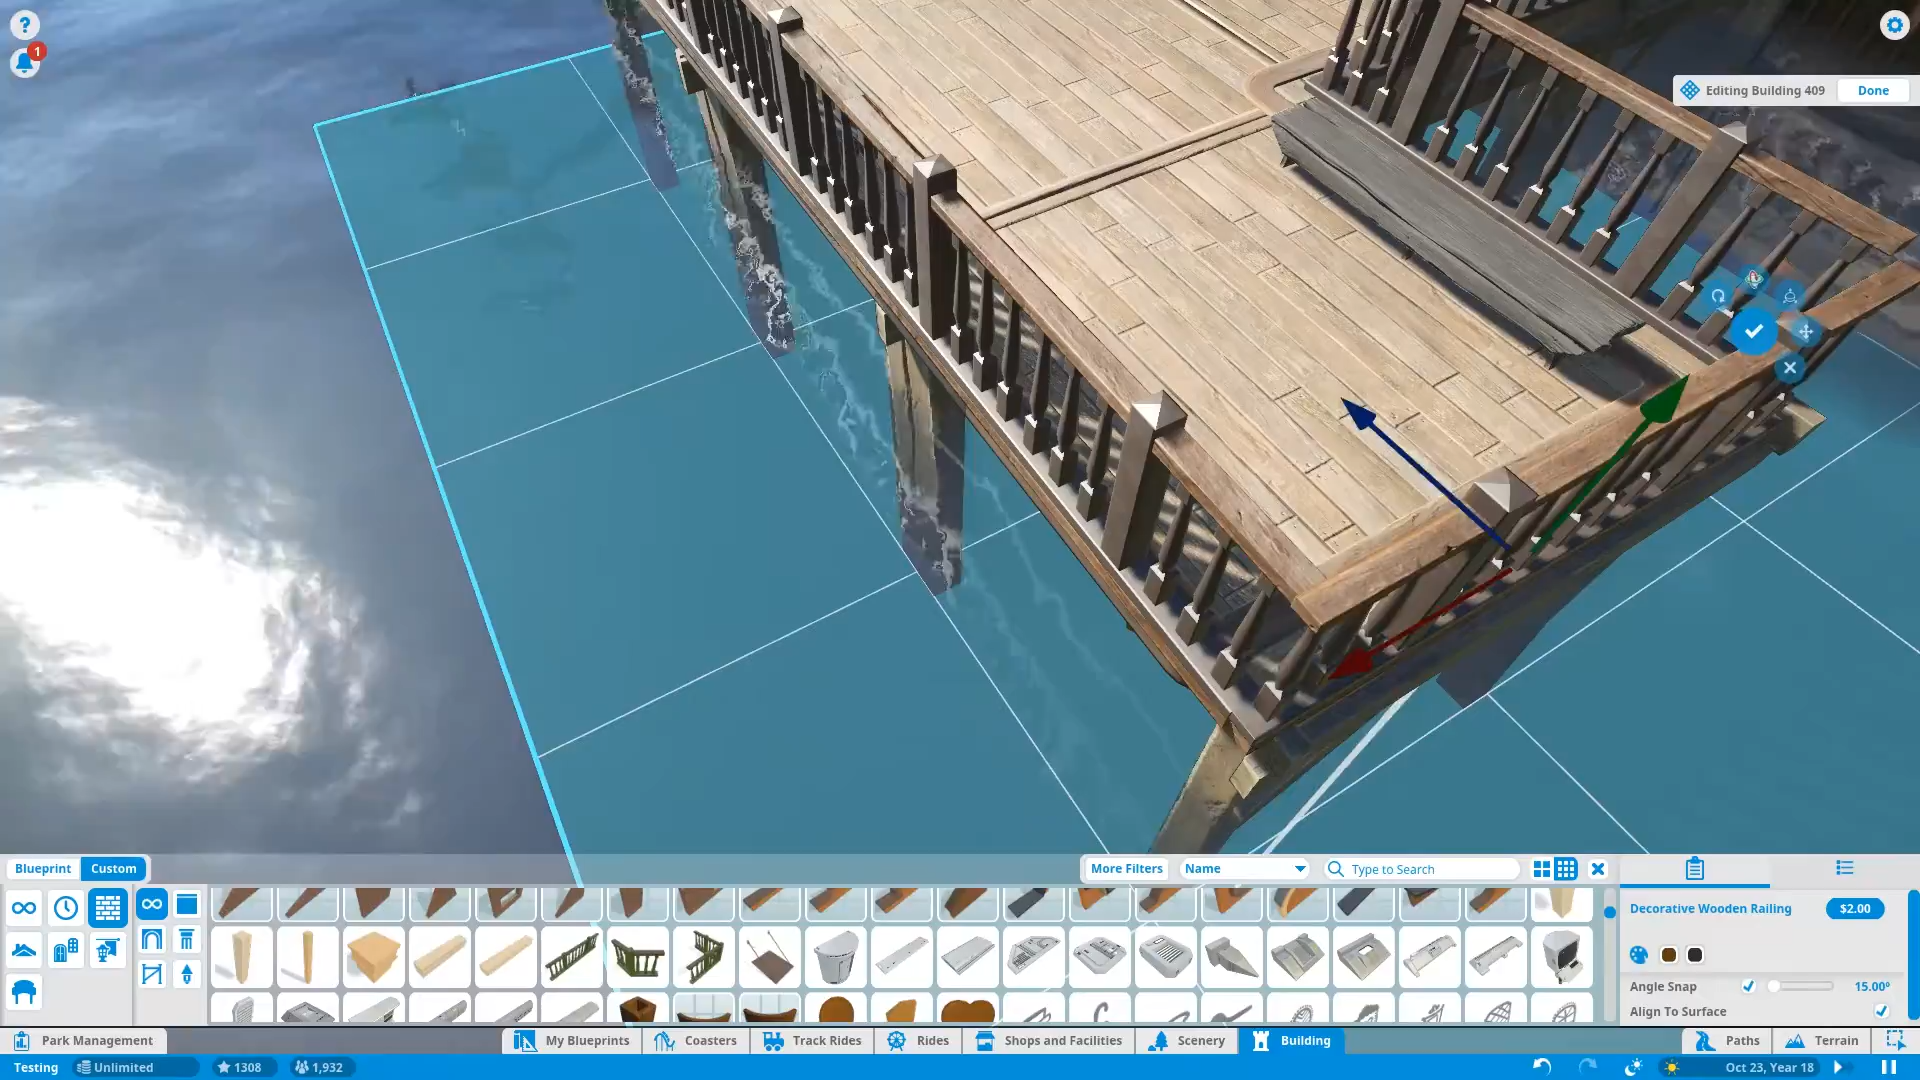 ?
1
Editing Building 409 Done
Blueprint Custom
More Filters Name Type to Search
Decorative Wooden Railing $2.00
Angle Snap 15.00°
Align To Surface
Park Management My Blueprints Coasters Track Rides Rides Shops and Facilities Scenery Building Paths Terrain
Testing Unlimited 1308 1,932 Oct 23, Year 18